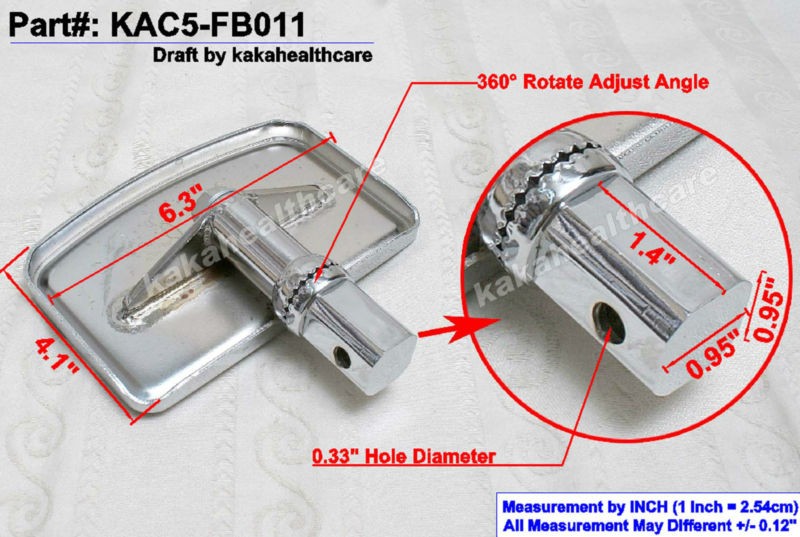 Part#: KAC5-FB011
Draft by kakahealthcare
360° Rotate Adjust Angle
6.3"
kakahealthcare
4.1"
1.4"
kakahealthcare
0.95"
0.95"
0.33" Hole Diameter
Measurement by INCH (1 Inch = 2.54cm)
All Measurement May Different +/- 0.12"